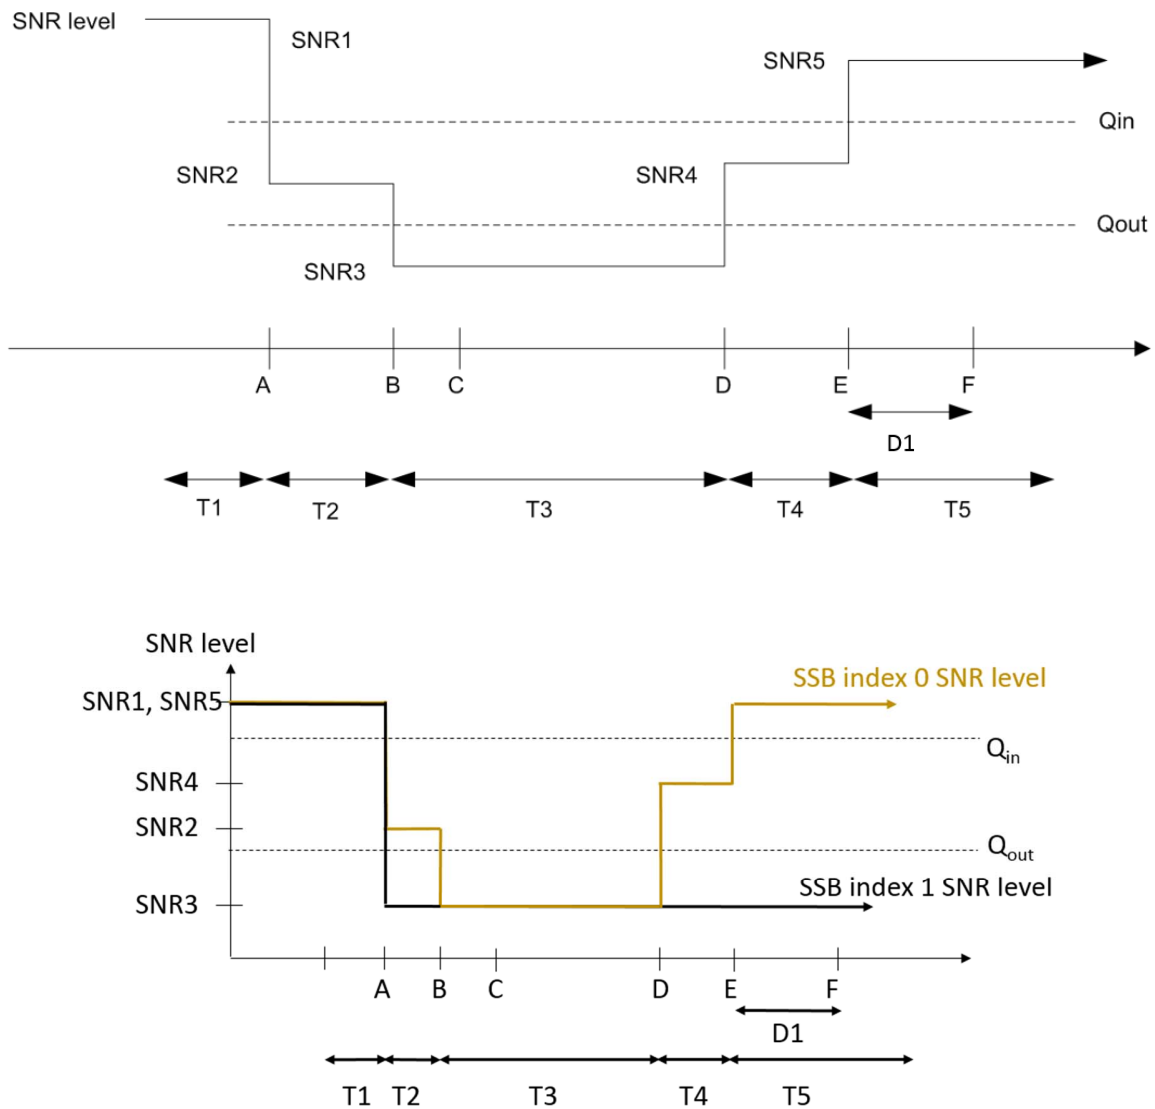 SNR level
SNR1
SNR5
Qin
SNR2
SNR4
Qout
SNR3
A B C D E F
D1
T1 T2 T3 T4 T5
SNR level
SSB index 0 SNR level
SNR1, SNR5
Qin
SNR4
SNR2
Qout
SSB index 1 SNR level
SNR3
A B C D E F
D1
T1 T2 T3 T4 T5